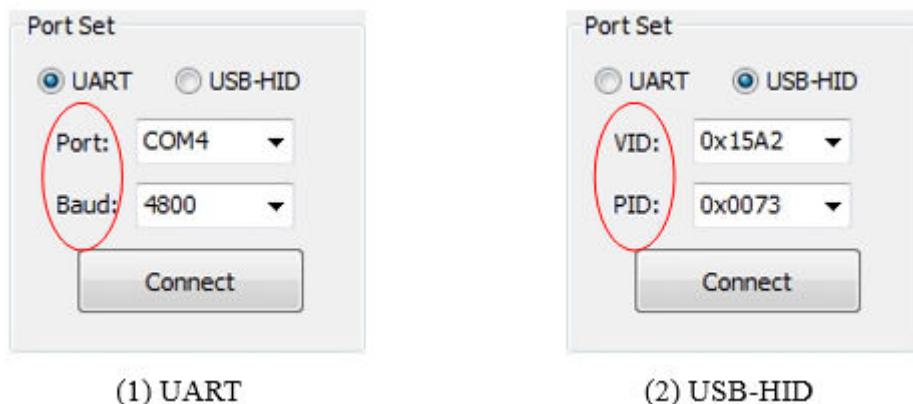 Port Set
UART USB-HID
Port: COM4
Baud: 4800
Connect
(1) UART
Port Set
UART USB-HID
VID: 0x15A2
PID: 0x0073
Connect
(2) USB-HID